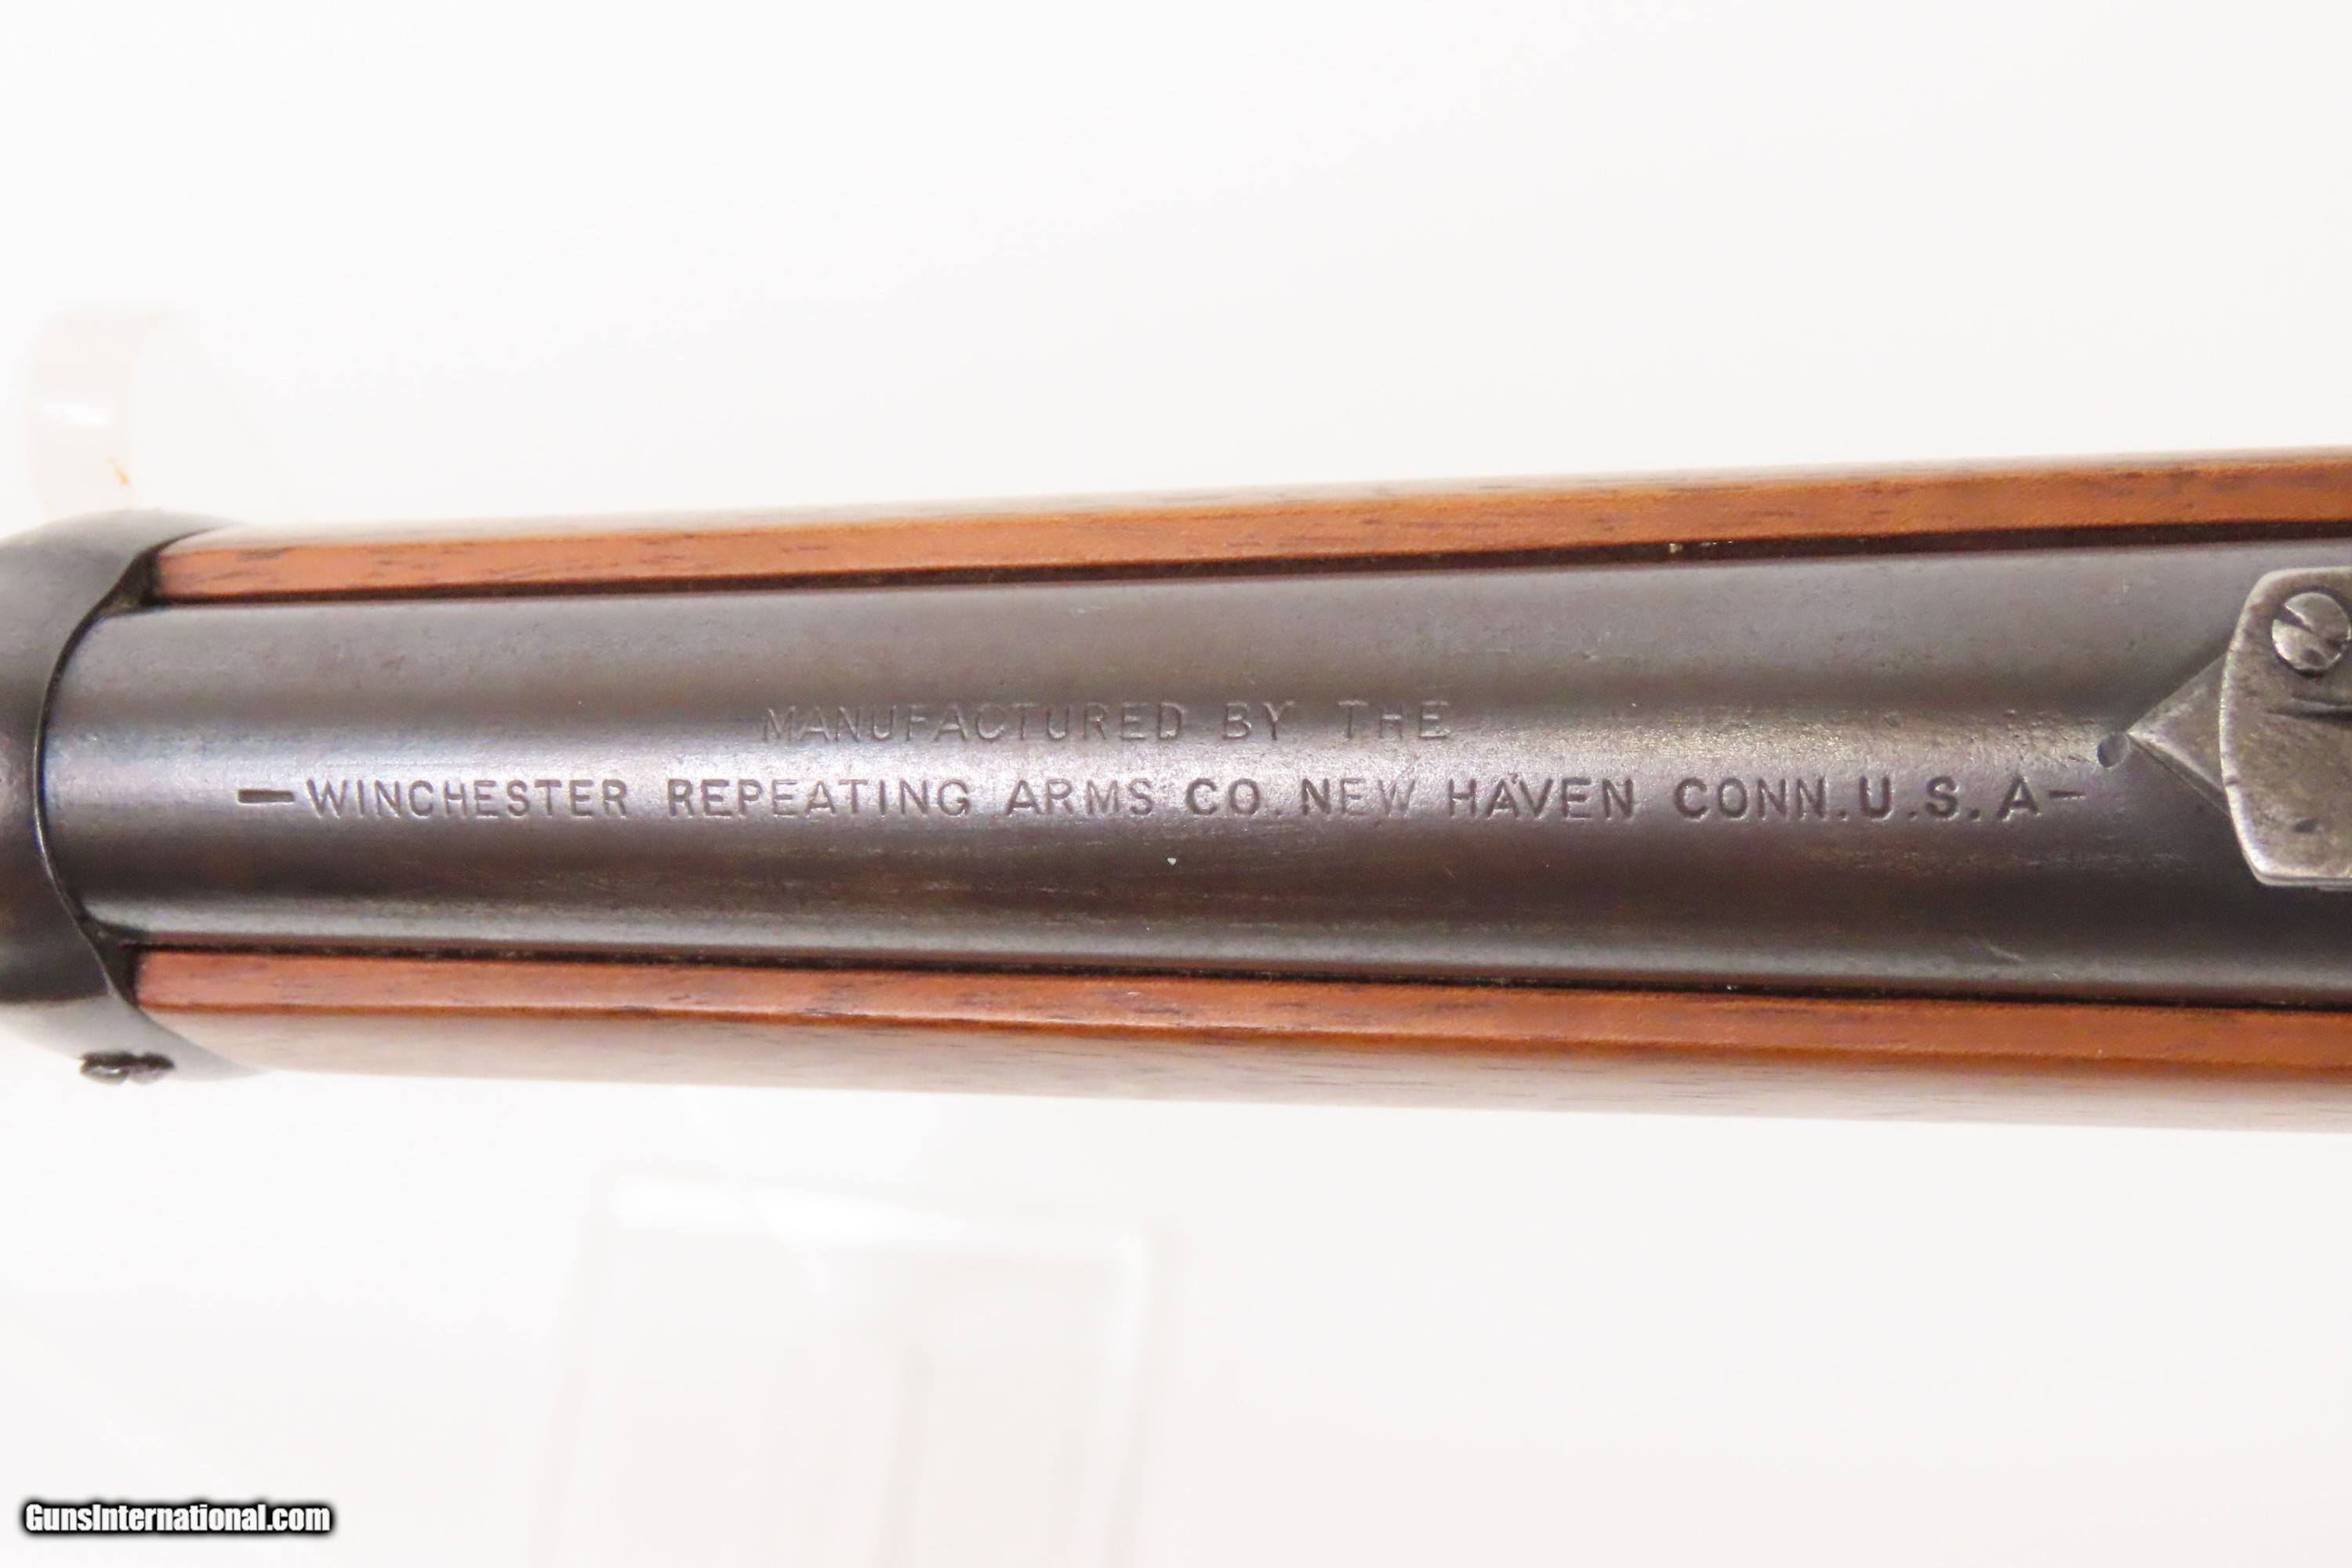 MANUFACTURED BY THE
—WINCHESTER REPEATING ARMS CO. NEW HAVEN CONN. U.S.A—
GunsInternational.com